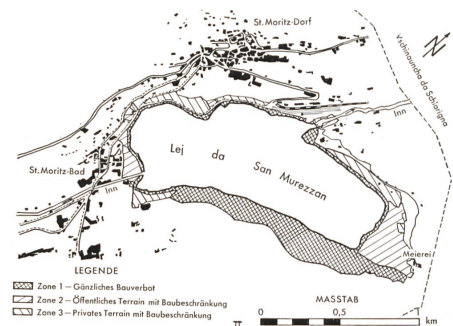 St. Moritz-Dorf
Vschinauncha da Schlarigna
Inn
Lej da San Murezzan
St. Moritz-Bad
Inn
Meierei
LEGENDE
Zone 1 — Gänzliches Bauverbot
Zone 2 — Öffentliches Terrain mit Baubeschränkung
Zone 3 — Privates Terrain mit Baubeschränkung
MASSTAB
0 0,5 1
km